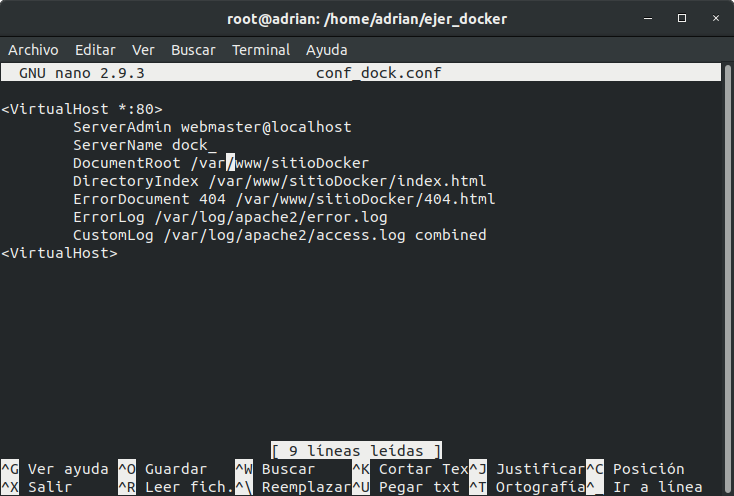 root@adrian: /home/adrian/ejer_docker
Archivo Editar Ver Buscar Terminal Ayuda
GNU nano 2.9.3 conf_dock.conf
<VirtualHost *:80>
ServerAdmin webmaster@localhost
ServerName dock_
DocumentRoot /var/www/sitioDocker
DirectoryIndex /var/www/sitioDocker/index.html
ErrorDocument 404 /var/www/sitioDocker/404.html
ErrorLog /var/log/apache2/error.log
CustomLog /var/log/apache2/access.log combined
<VirtualHost>
[ 9 líneas leídas ]
^G Ver ayuda ^O Guardar ^W Buscar ^K Cortar Tex^J Justificar^C Posición
^X Salir ^R Leer fich.^\ Reemplazar^U Pegar txt ^T Ortografía^_ Ir a línea